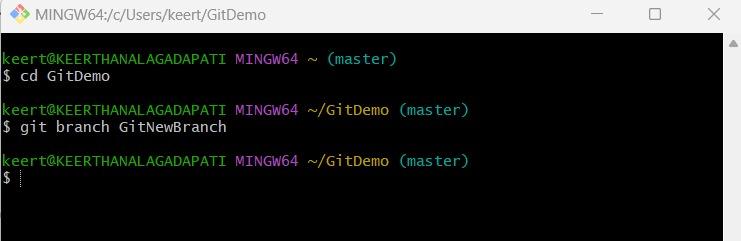 MINGW64:/c/Users/keert/GitDemo
keert@KEERTHANALAGADAPATI MINGW64 ~ (master)
$ cd GitDemo
keert@KEERTHANALAGADAPATI MINGW64 ~/GitDemo (master)
$ git branch GitNewBranch
keert@KEERTHANALAGADAPATI MINGW64 ~/GitDemo (master)
$